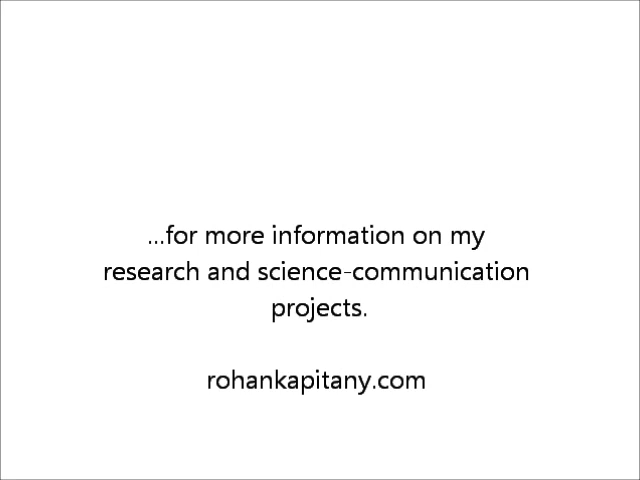 ...for more information on my
research and science-communication
projects.
rohankapitany.com